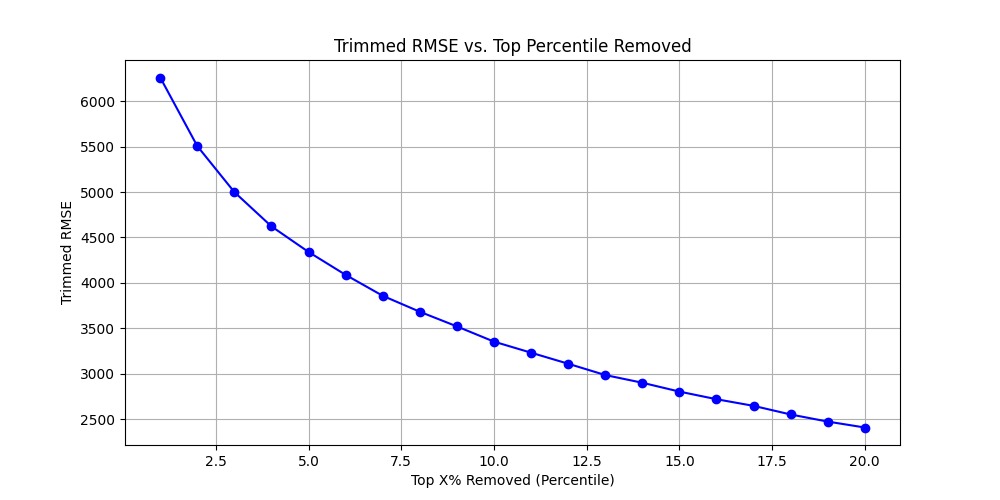 Trimmed RMSE vs. Top Percentile Removed
Trimmed RMSE
6000
5500
5000
4500
4000
3500
3000
2500
2.5 5.0 7.5 10.0 12.5 15.0 17.5 20.0
Top X% Removed (Percentile)